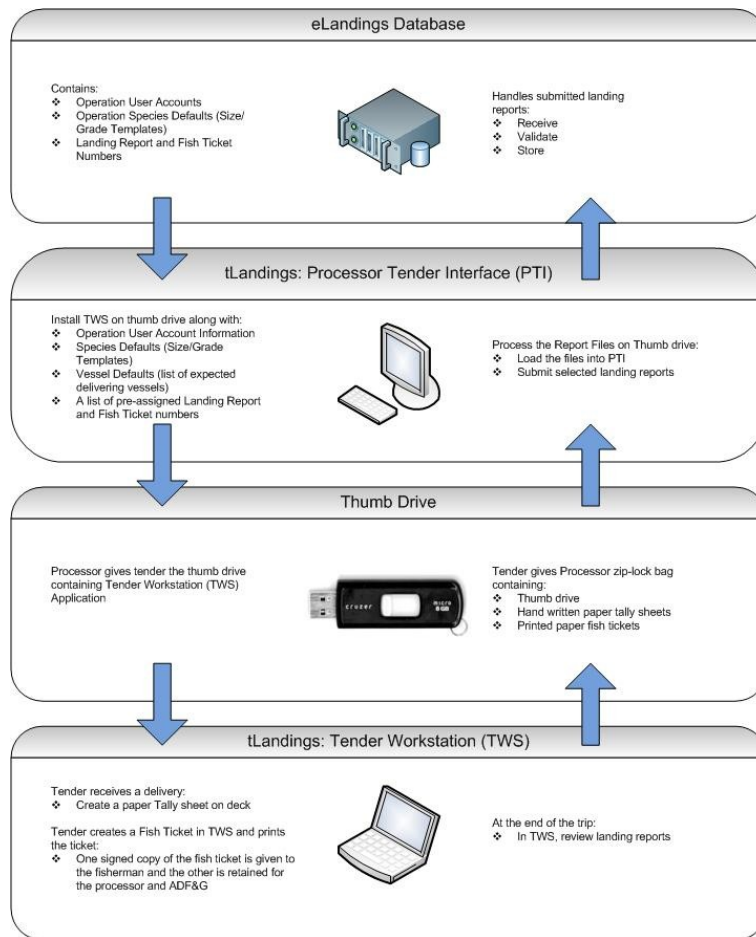 eLandings Database
Contains:
❖ Operation User Accounts
❖ Operation Species Defaults (Size/
Grade Templates)
❖ Landing Report and Fish Ticket
Numbers
Handles submitted landing
reports:
❖ Receive
❖ Validate
❖ Store
tLandings: Processor Tender Interface (PTI)
Install TWS on thumb drive along with:
❖ Operation User Account Information
❖ Species Defaults (Size/Grade
Templates)
❖ Vessel Defaults (list of expected
delivering vessels)
❖ A list of pre-assigned Landing Report
and Fish Ticket numbers
Process the Report Files on Thumb drive:
❖ Load the files into PTI
❖ Submit selected landing reports
Thumb Drive
Processor gives tender the thumb drive
containing Tender Workstation (TWS)
Application
cruzer
micro
8GB
Tender gives Processor zip-lock bag
containing:
❖ Thumb drive
❖ Hand written paper tally sheets
❖ Printed paper fish tickets
tLandings: Tender Workstation (TWS)
Tender receives a delivery:
❖ Create a paper Tally sheet on deck
Tender creates a Fish Ticket in TWS and prints
the ticket:
❖ One signed copy of the fish ticket is given to
the fisherman and the other is retained for
the processor and ADF&G
At the end of the trip:
❖ In TWS, review landing reports